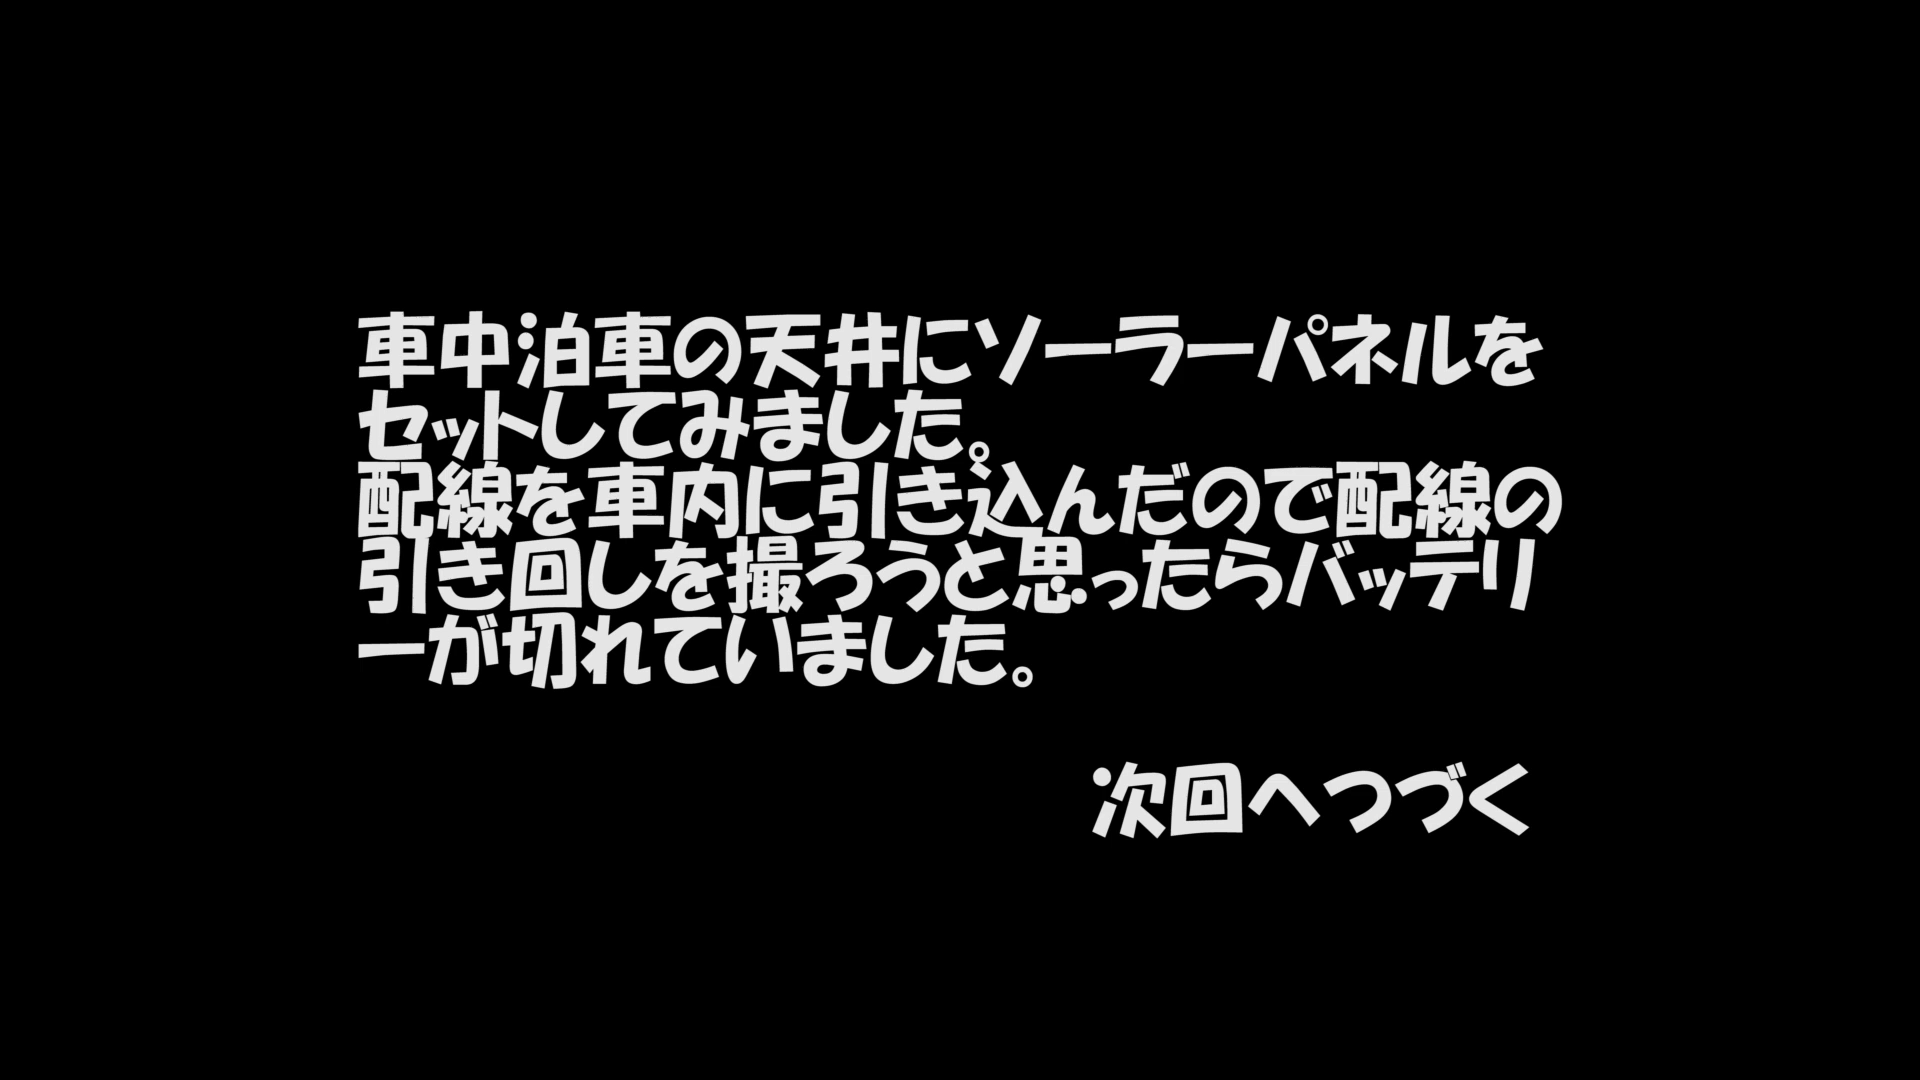 車中泊車の天井にソーラーパネルを
セットしてみました。
配線を車内に引き込んだので配線の
引き回しを撮ろうと思ったらバッテリ
ーが切れていました。
次回へつづく